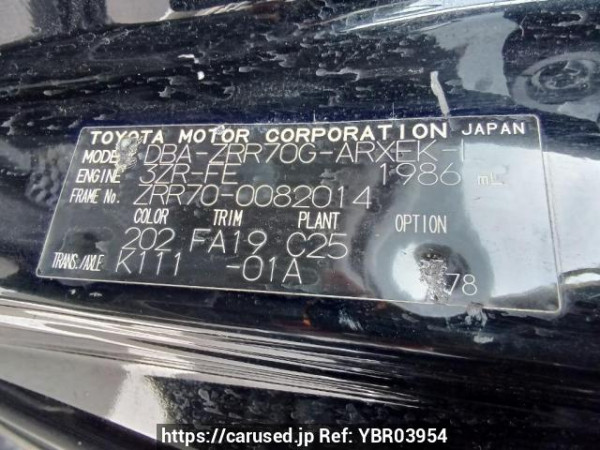 TOYOTA MOTOR CORPORATION JAPAN
MODEL DBA-ZRR70G-ARXEK-I
ENGINE 3ZR-FE 1986 mL
FRAME No. ZRR70-0082014
COLOR TRIM PLANT OPTION
202 FA19 C25
TRANS./AXLE K111 -01A
78
https://carused.jp Ref: YBR03954